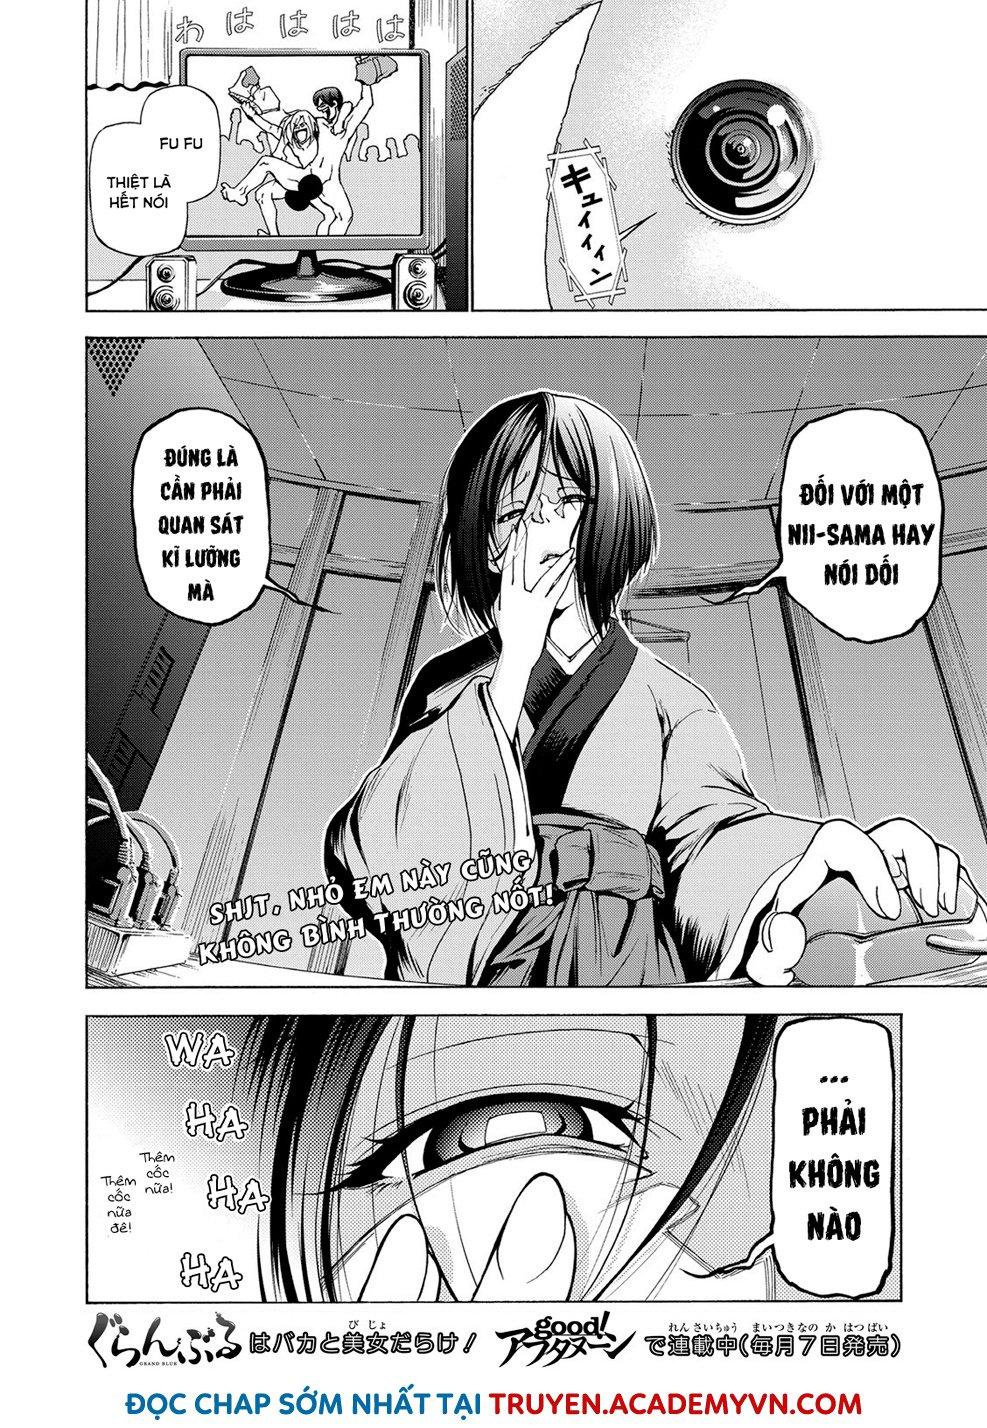 キュイィィン
わはははは
FU FU
THIỆT LÀ
HẾT NÓI
ĐỐI VỚI MỘT
NII-SAMA HAY
NÓI DỐI
ĐÚNG LÀ
CẦN PHẢI
QUAN SÁT
KĨ LƯỠNG
MÀ
SHJT, NHỎ EM NÀY CŨNG
KHÔNG BÌNH THƯỜNG NỐT!
...
PHẢI
KHÔNG
NÀO
WA
HA
HA
HA
Thêm
cốc
nữa!
Thêm
cốc
nữa
đê!
ぐらんぶる
GRAND BLUE
はバカと美女だらけ!
びじょ
good!
アフタヌーン
で連載中(毎月7日発売)
れんさいちゅう まいつきなの か はつばい
ĐỌC CHAP SỚM NHẤT TẠI TRUYEN.ACADEMYVN.COM